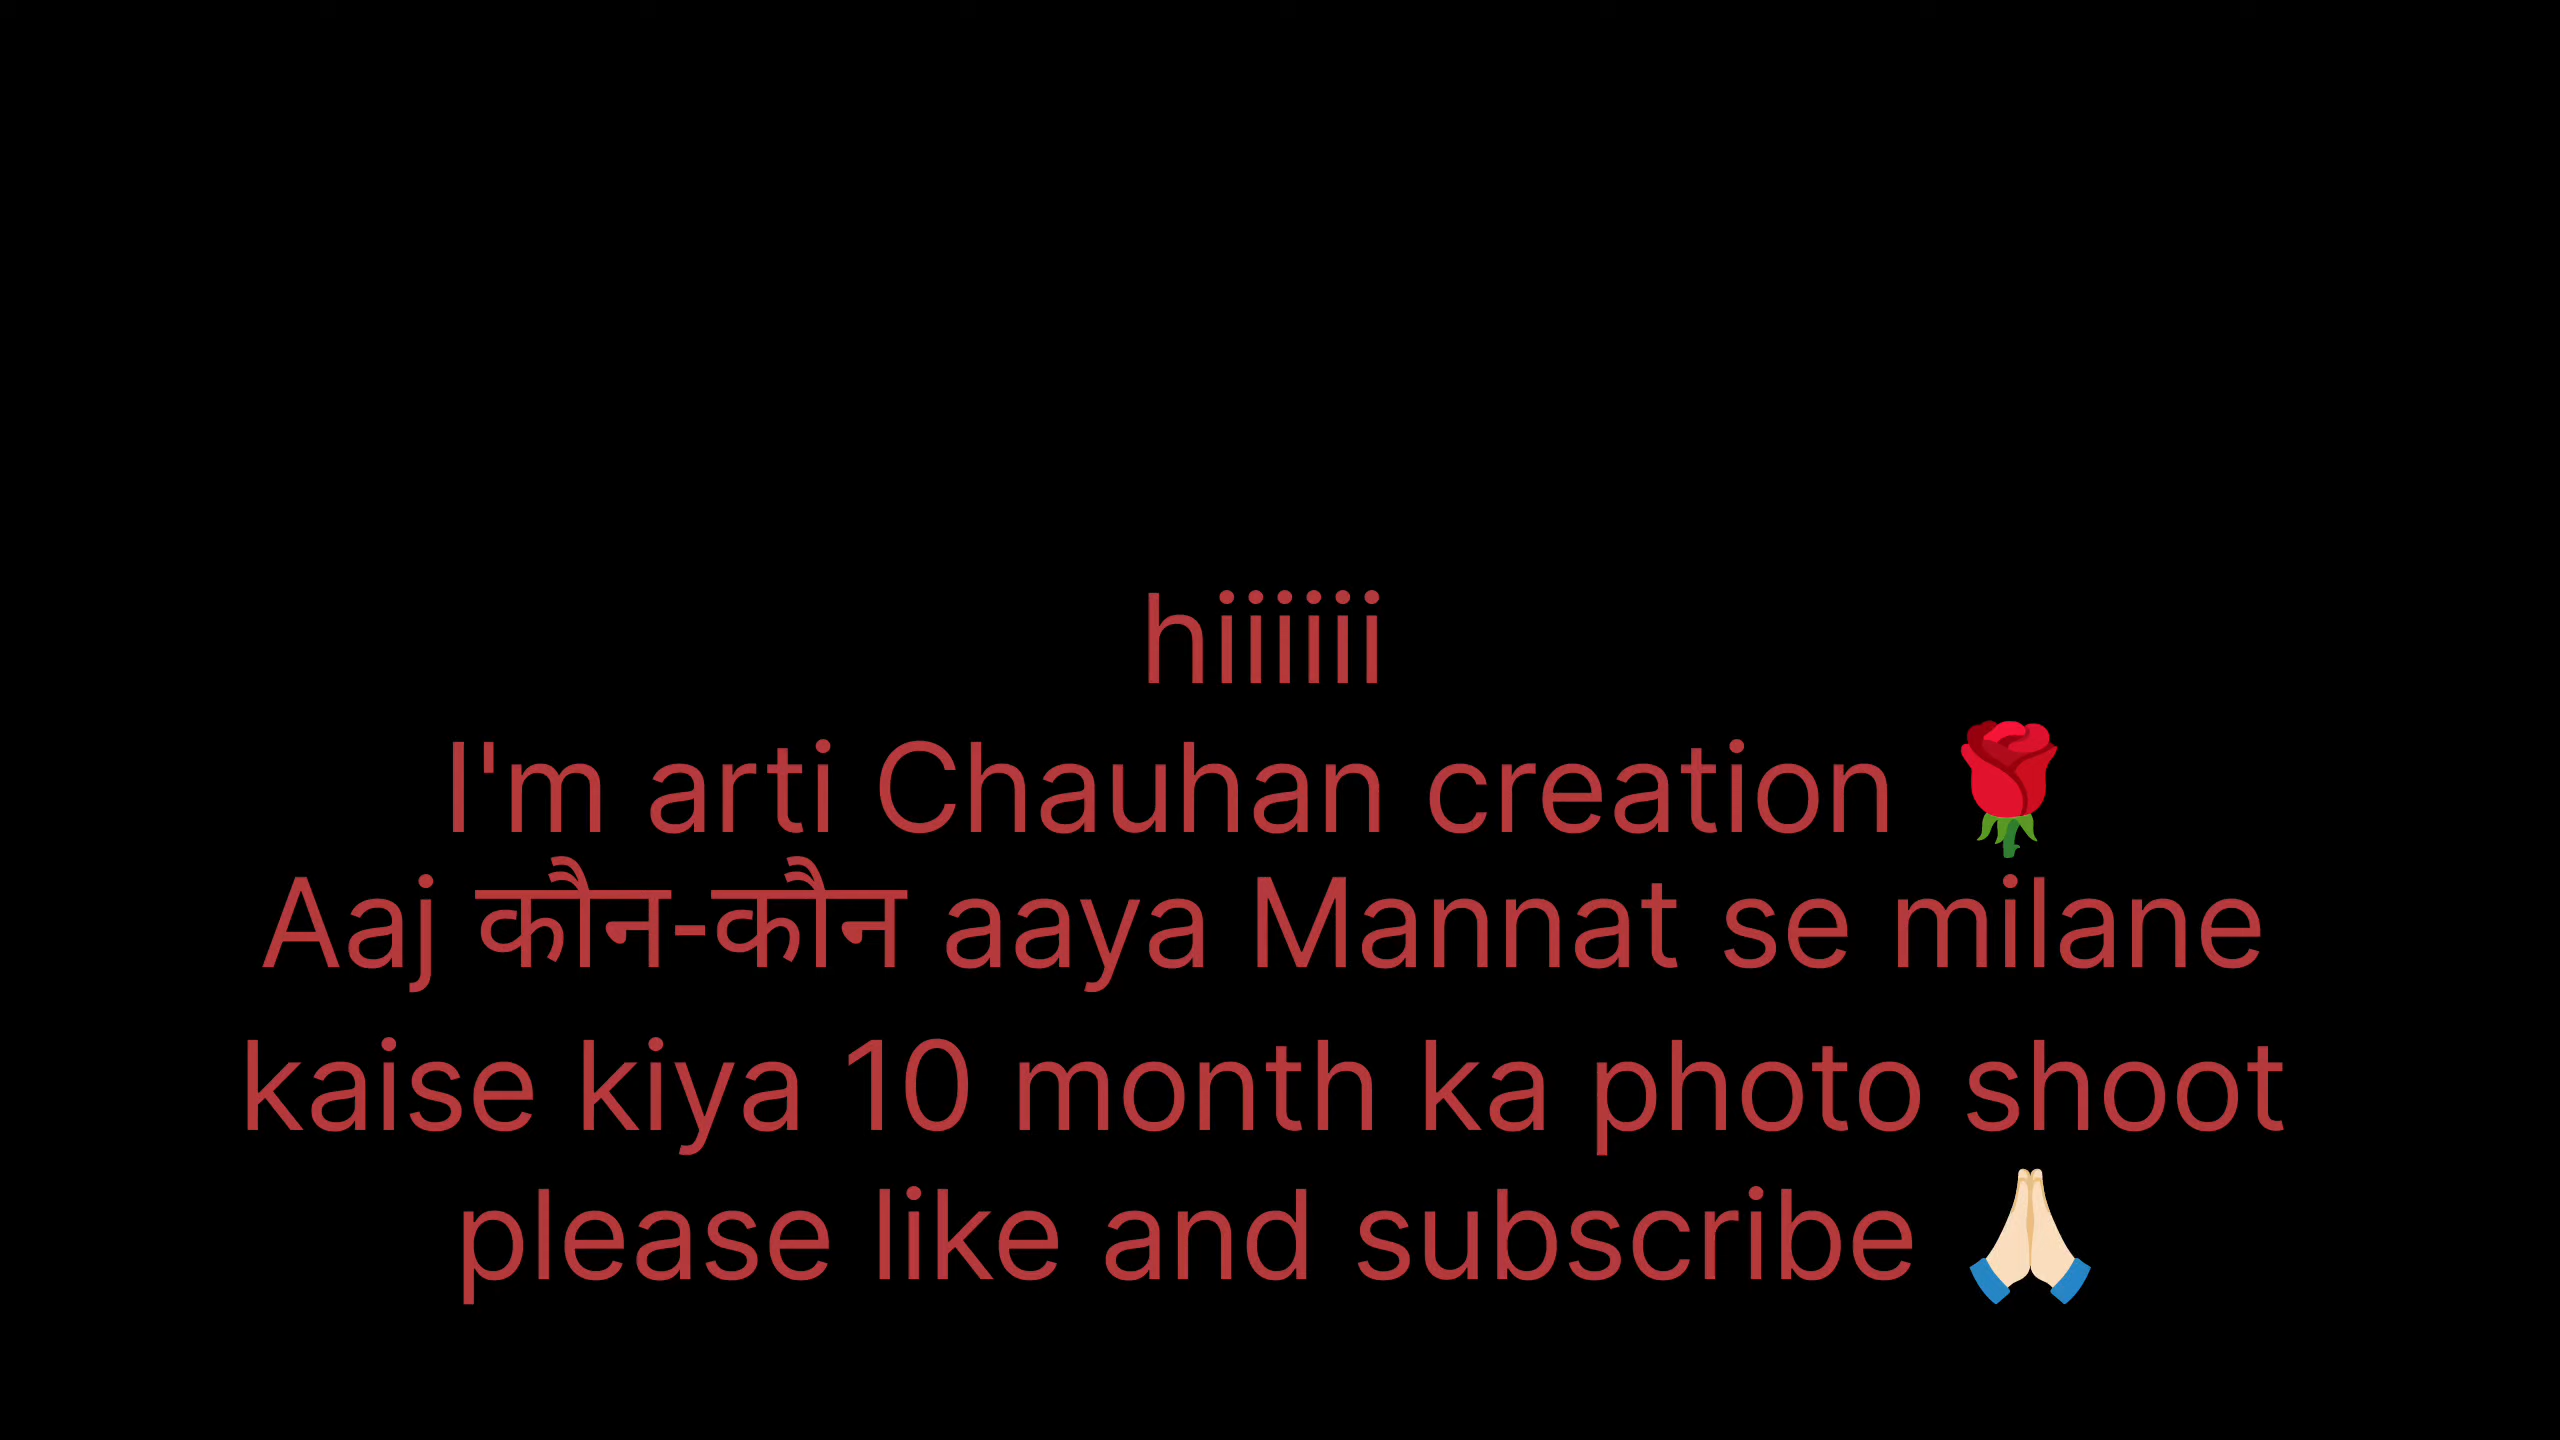 hiiiiii
I'm arti Chauhan creation 🌹
Aaj कौन-कौन aaya Mannat se milane
kaise kiya 10 month ka photo shoot
please like and subscribe 🙏🏻